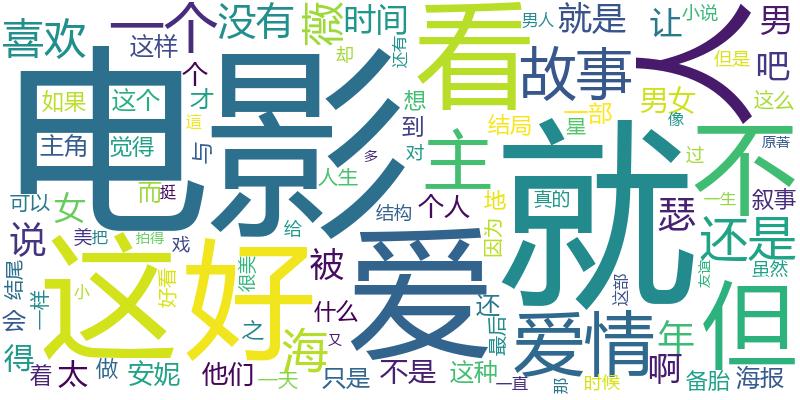 喜欢
一个
没有
薇
时间
看
就是
让
小说
男
男人
还有
却
这样
个
才
电影
如果
这个
這
主角
觉得
与
故事
人
但是
吧
这么
想
到
对
结局
一部
星
男女
像
不
原著
主
人生
多
而
挺
可以
女
真的
过
一生
叙事
地
个人
结构
给
因为
就
瑟
还是
说
美
把
拍得
戏
这
好
爱
被
很美
好看
小
之
结尾
会
一样
什么
还
最后
爱情
这部
年
友谊
虽然
但
得
着
太
做
安妮
他们
海
又
一天
只是
不是
这种
一直
那
时候
啊
备胎
海报